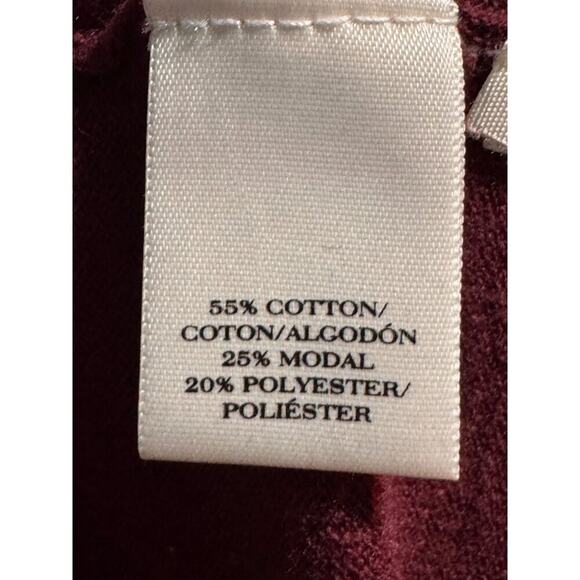 55% COTTON/
COTON/ALGODÓN
25% MODAL
20% POLYESTER/
POLIÉSTER